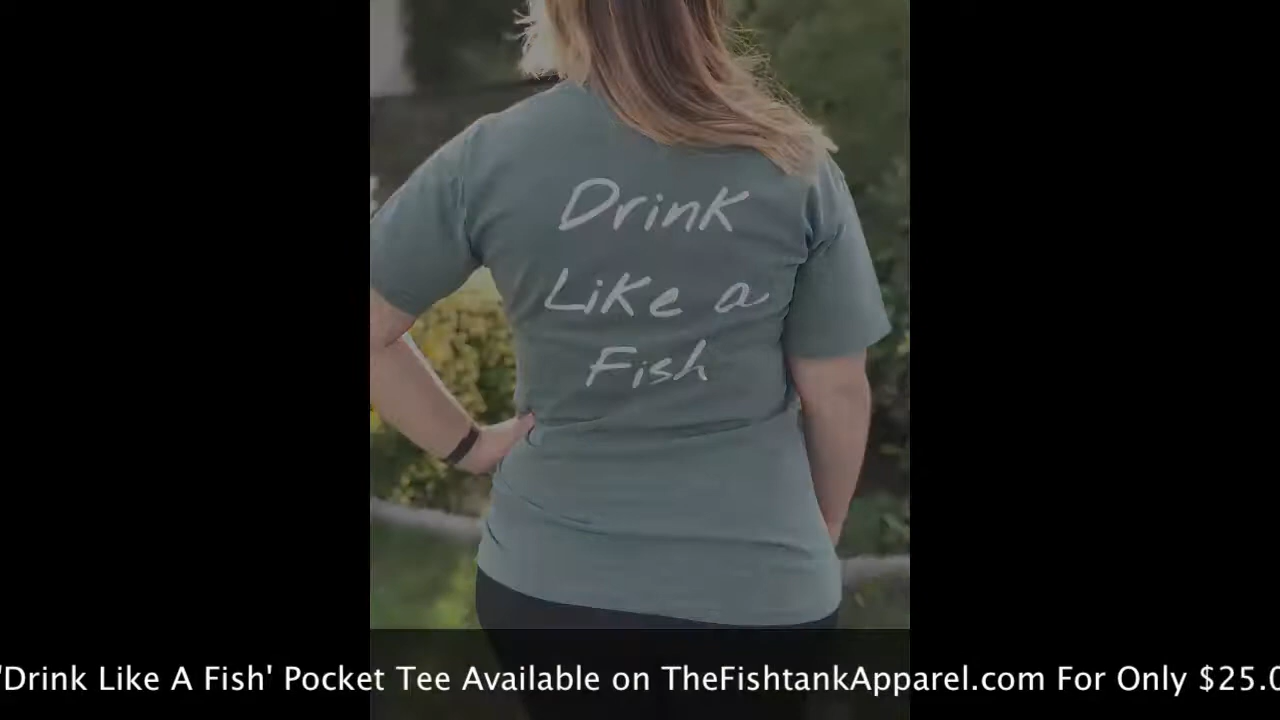 Drink
Like a
Fish
'Drink Like A Fish' Pocket Tee Available on TheFishtankApparel.com For Only $25.0